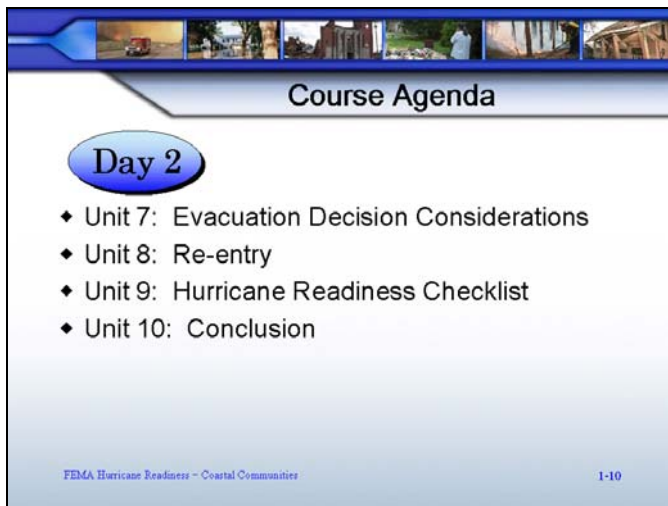 Course Agenda
Day 2
◆ Unit 7: Evacuation Decision Considerations
◆ Unit 8: Re-entry
◆ Unit 9: Hurricane Readiness Checklist
◆ Unit 10: Conclusion
FEMA Hurricane Readiness – Coastal Communities 1-10